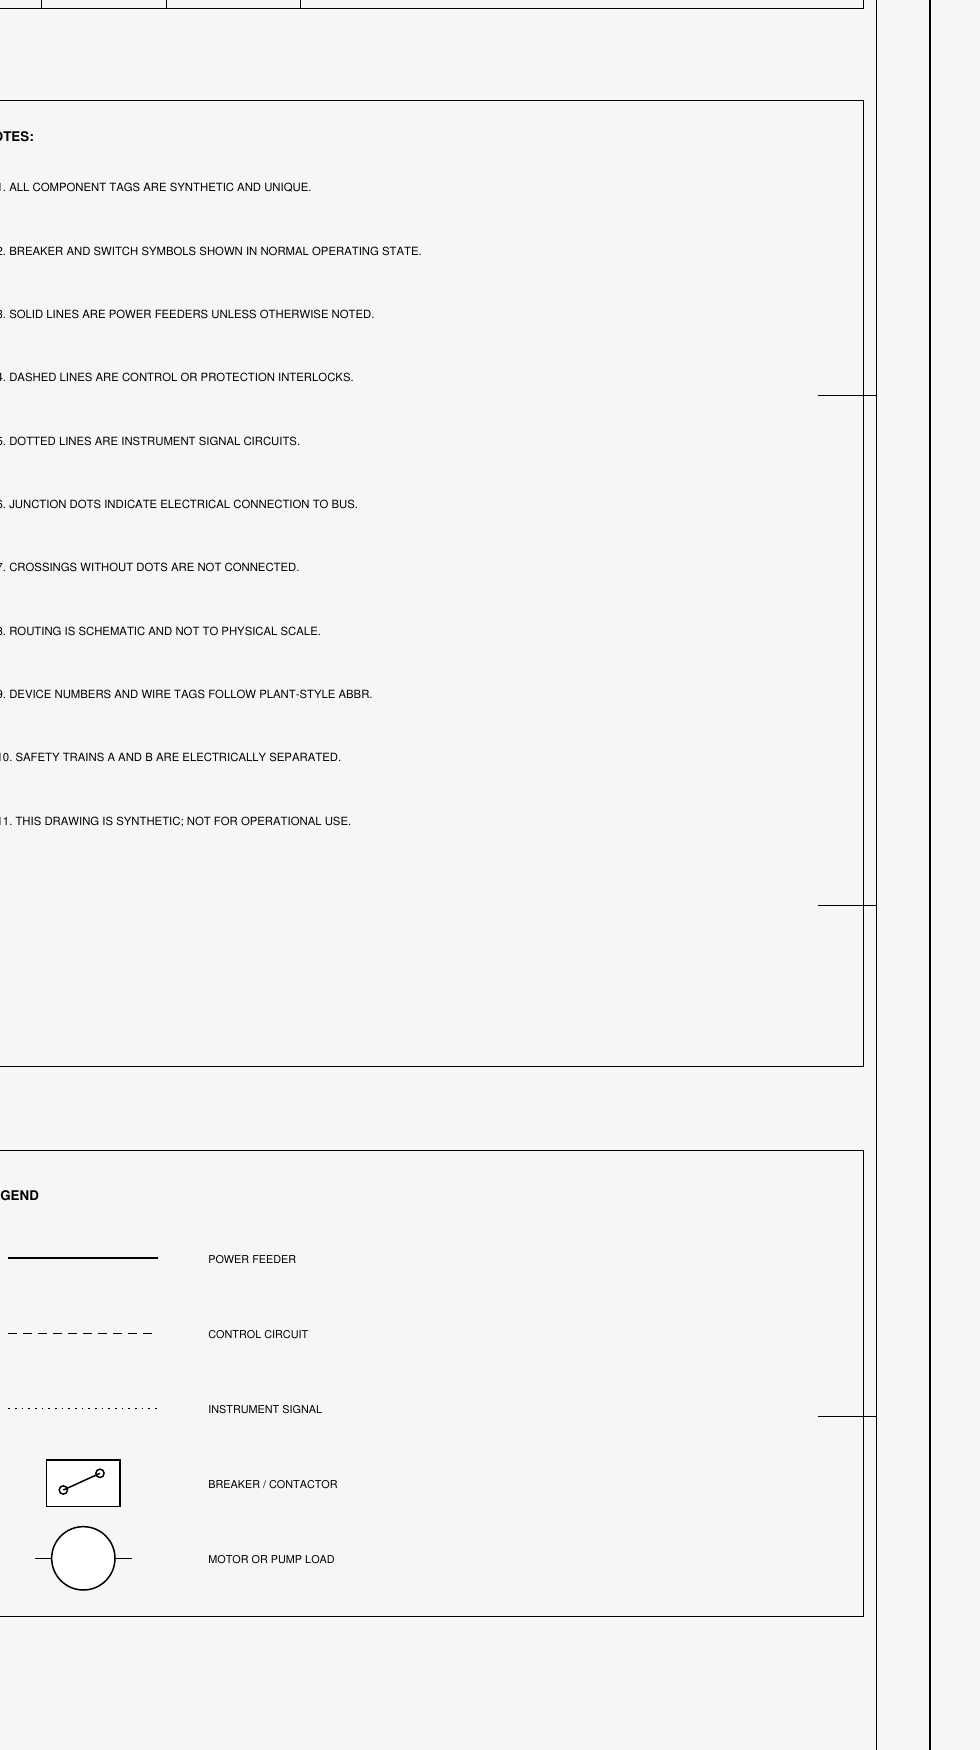 OTES:
1. ALL COMPONENT TAGS ARE SYNTHETIC AND UNIQUE.
2. BREAKER AND SWITCH SYMBOLS SHOWN IN NORMAL OPERATING STATE.
3. SOLID LINES ARE POWER FEEDERS UNLESS OTHERWISE NOTED.
4. DASHED LINES ARE CONTROL OR PROTECTION INTERLOCKS.
5. DOTTED LINES ARE INSTRUMENT SIGNAL CIRCUITS.
6. JUNCTION DOTS INDICATE ELECTRICAL CONNECTION TO BUS.
7. CROSSINGS WITHOUT DOTS ARE NOT CONNECTED.
8. ROUTING IS SCHEMATIC AND NOT TO PHYSICAL SCALE.
9. DEVICE NUMBERS AND WIRE TAGS FOLLOW PLANT-STYLE ABBR.
10. SAFETY TRAINS A AND B ARE ELECTRICALLY SEPARATED.
11. THIS DRAWING IS SYNTHETIC; NOT FOR OPERATIONAL USE.
GEND
POWER FEEDER
CONTROL CIRCUIT
INSTRUMENT SIGNAL
BREAKER / CONTACTOR
MOTOR OR PUMP LOAD